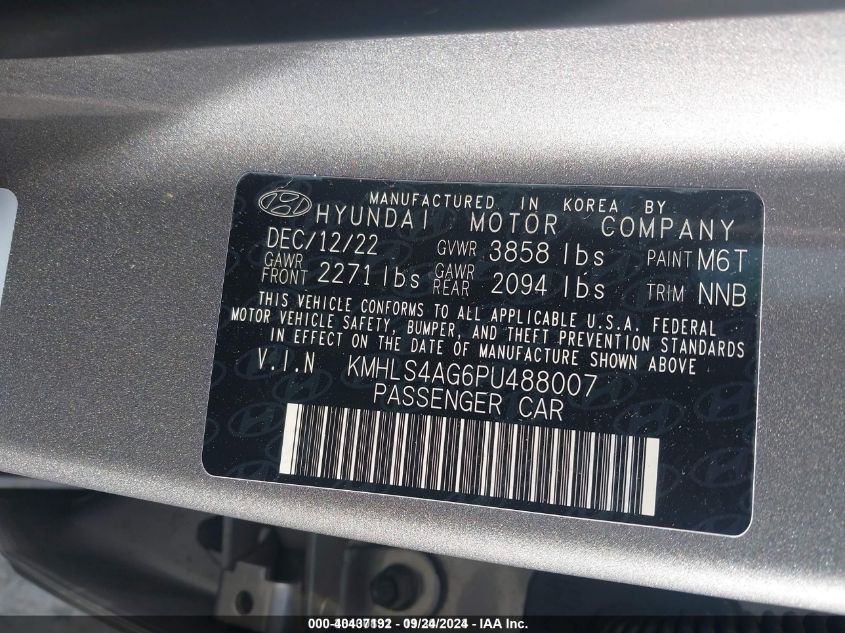 MANUFACTURED IN KOREA BY
HYUNDAI MOTOR COMPANY
DEC/12/22 GVWR 3858 lbs PAINT M6T
GAWR FRONT 2271 lbs GAWR REAR 2094 lbs TRIM NNB
THIS VEHICLE CONFORMS TO ALL APPLICABLE U.S.A. FEDERAL
MOTOR VEHICLE SAFETY, BUMPER, AND THEFT PREVENTION STANDARDS
IN EFFECT ON THE DATE OF MANUFACTURE SHOWN ABOVE
V.I.N KMHLS4AG6PU488007
PASSENGER CAR
000-40437192 - 09/24/2024 - IAA Inc.